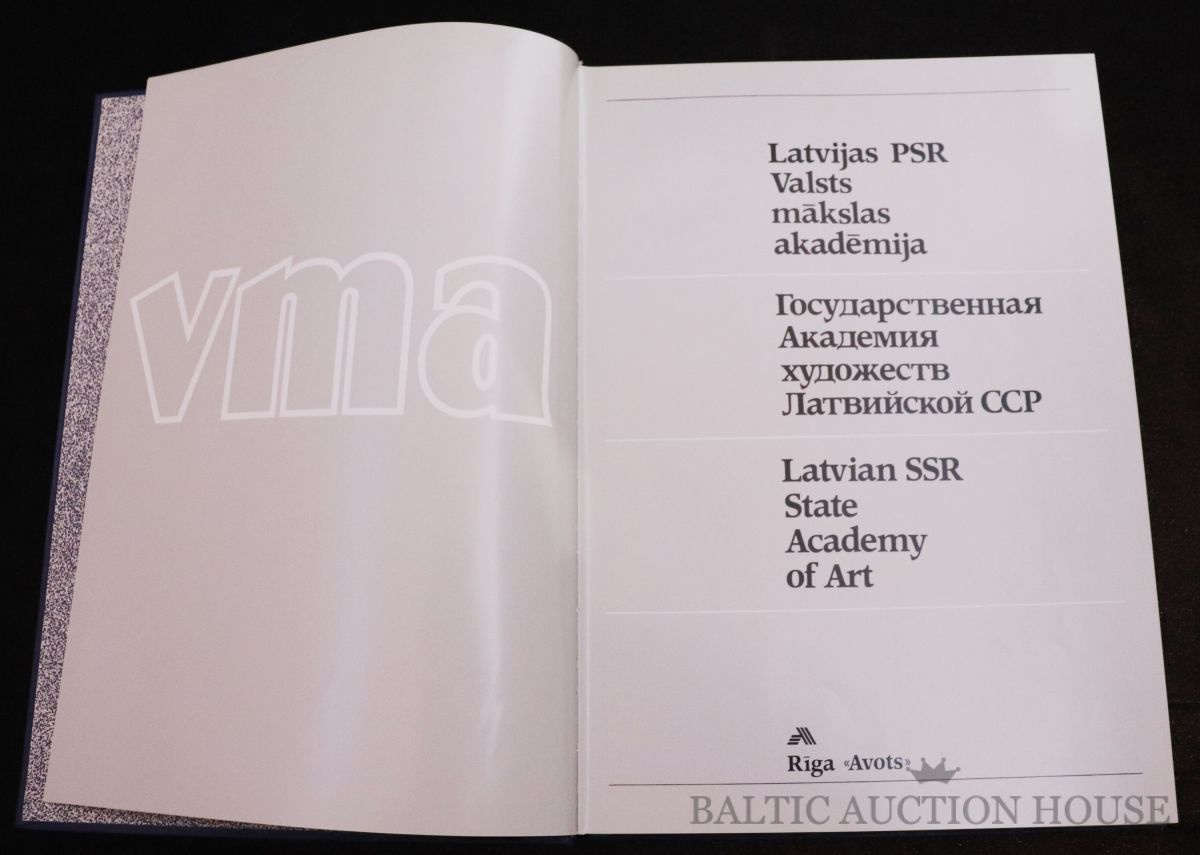 vma
Latvijas PSR
Valsts
mākslas
akadēmija
Государственная
Академия
художеств
Латвийской ССР
Latvian SSR
State
Academy
of Art
Rīga «Avots»
BALTIC AUCTION HOUSE